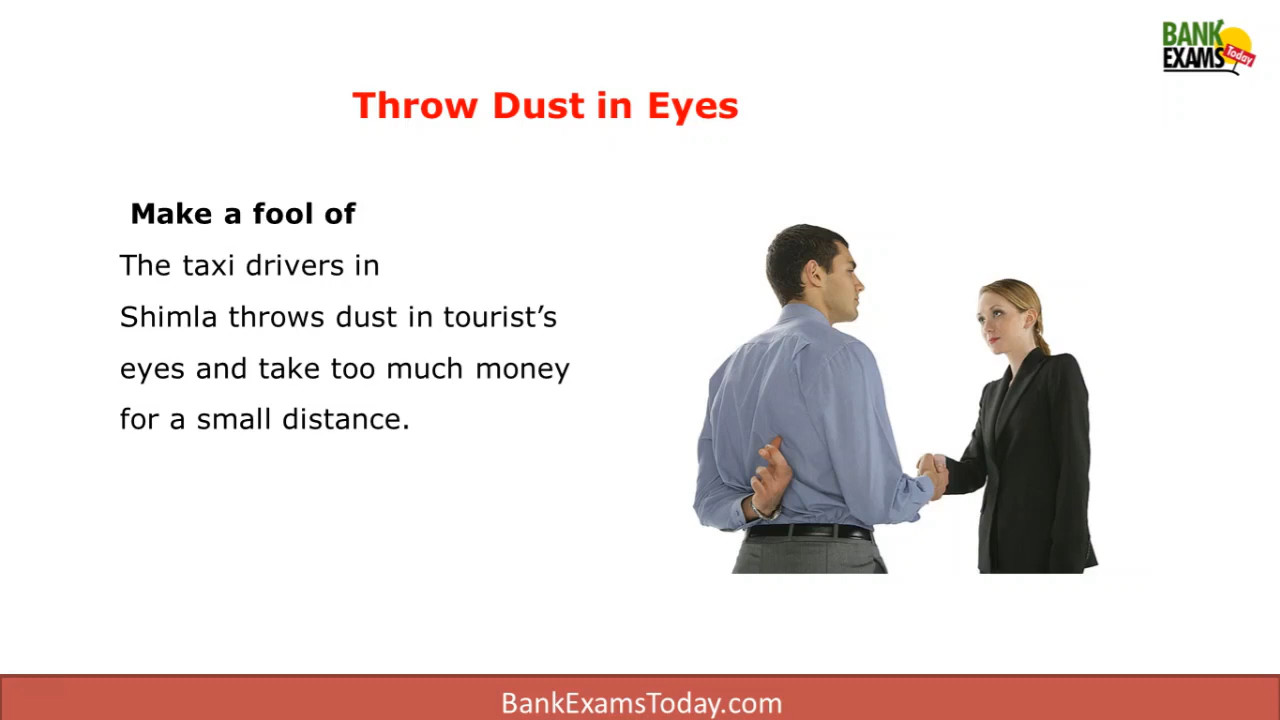 BANK
EXAMS Today
Throw Dust in Eyes
Make a fool of
The taxi drivers in
Shimla throws dust in tourist’s
eyes and take too much money
for a small distance.
BankExamsToday.com